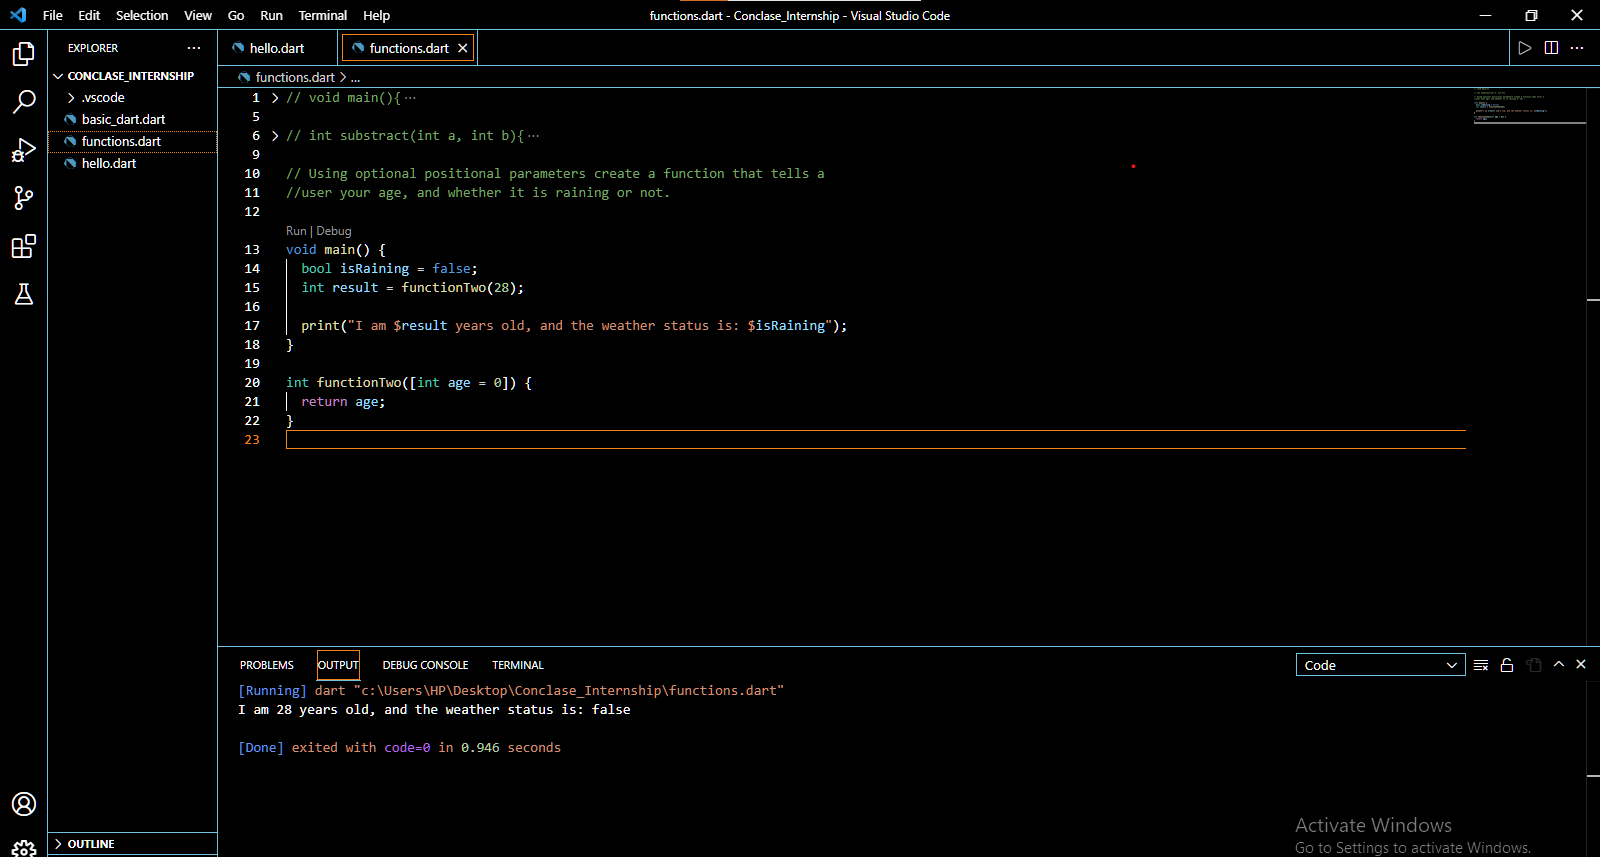 File Edit Selection View Go Run Terminal Help
functions.dart - Conclase_Internship - Visual Studio Code
EXPLORER ···
CONCLASE_INTERNSHIP
.vscode
basic_dart.dart
functions.dart
hello.dart
OUTLINE
hello.dart functions.dart
functions.dart > ...
1 // void main(){ ···
5
6 // int substract(int a, int b){ ···
9
10 // Using optional positional parameters create a function that tells a
11 //user your age, and whether it is raining or not.
12
Run | Debug
13 void main() {
14 bool isRaining = false;
15 int result = functionTwo(28);
16
17 print("I am $result years old, and the weather status is: $isRaining");
18 }
19
20 int functionTwo([int age = 0]) {
21 return age;
22 }
23
PROBLEMS OUTPUT DEBUG CONSOLE TERMINAL Code
[Running] dart "c:\Users\HP\Desktop\Conclase_Internship\functions.dart"
I am 28 years old, and the weather status is: false
[Done] exited with code=0 in 0.946 seconds
Activate Windows
Go to Settings to activate Windows.